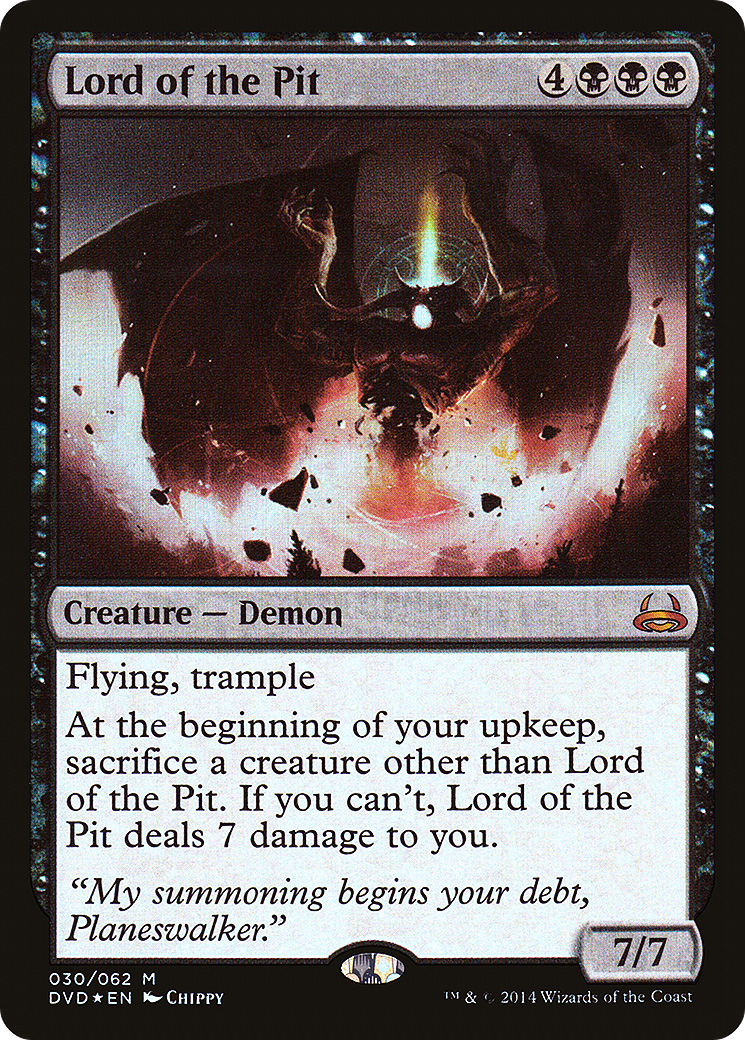 Lord of the Pit 4
Creature — Demon
Flying, trample
At the beginning of your upkeep,
sacrifice a creature other than Lord
of the Pit. If you can't, Lord of the
Pit deals 7 damage to you.
“My summoning begins your debt,
Planeswalker.”
7/7
030/062 M
DVD★EN Chippy
™ & © 2014 Wizards of the Coast